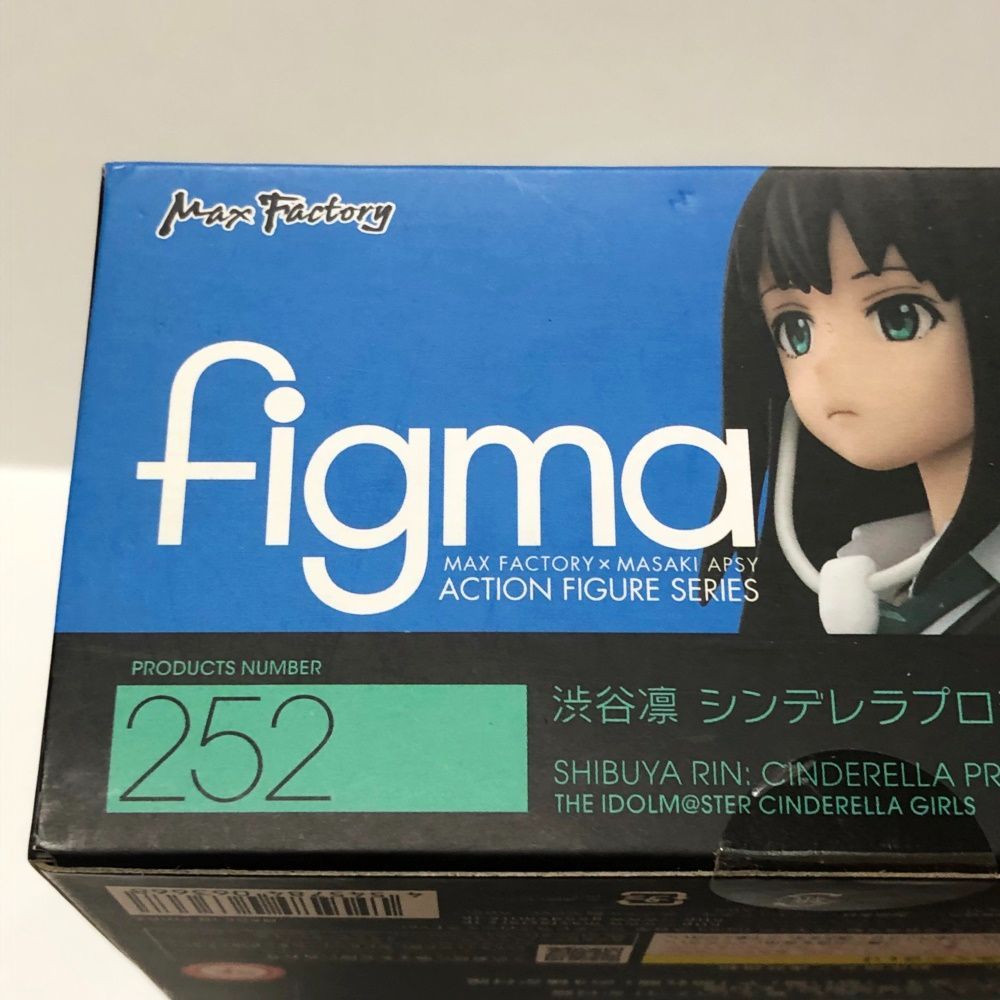 Max Factory
figma
MAX FACTORY × MASAKI APSY
ACTION FIGURE SERIES
PRODUCTS NUMBER
252
渋谷凛 シンデレラプロ
SHIBUYA RIN: CINDERELLA PR
THE IDOLM@STER CINDERELLA GIRLS